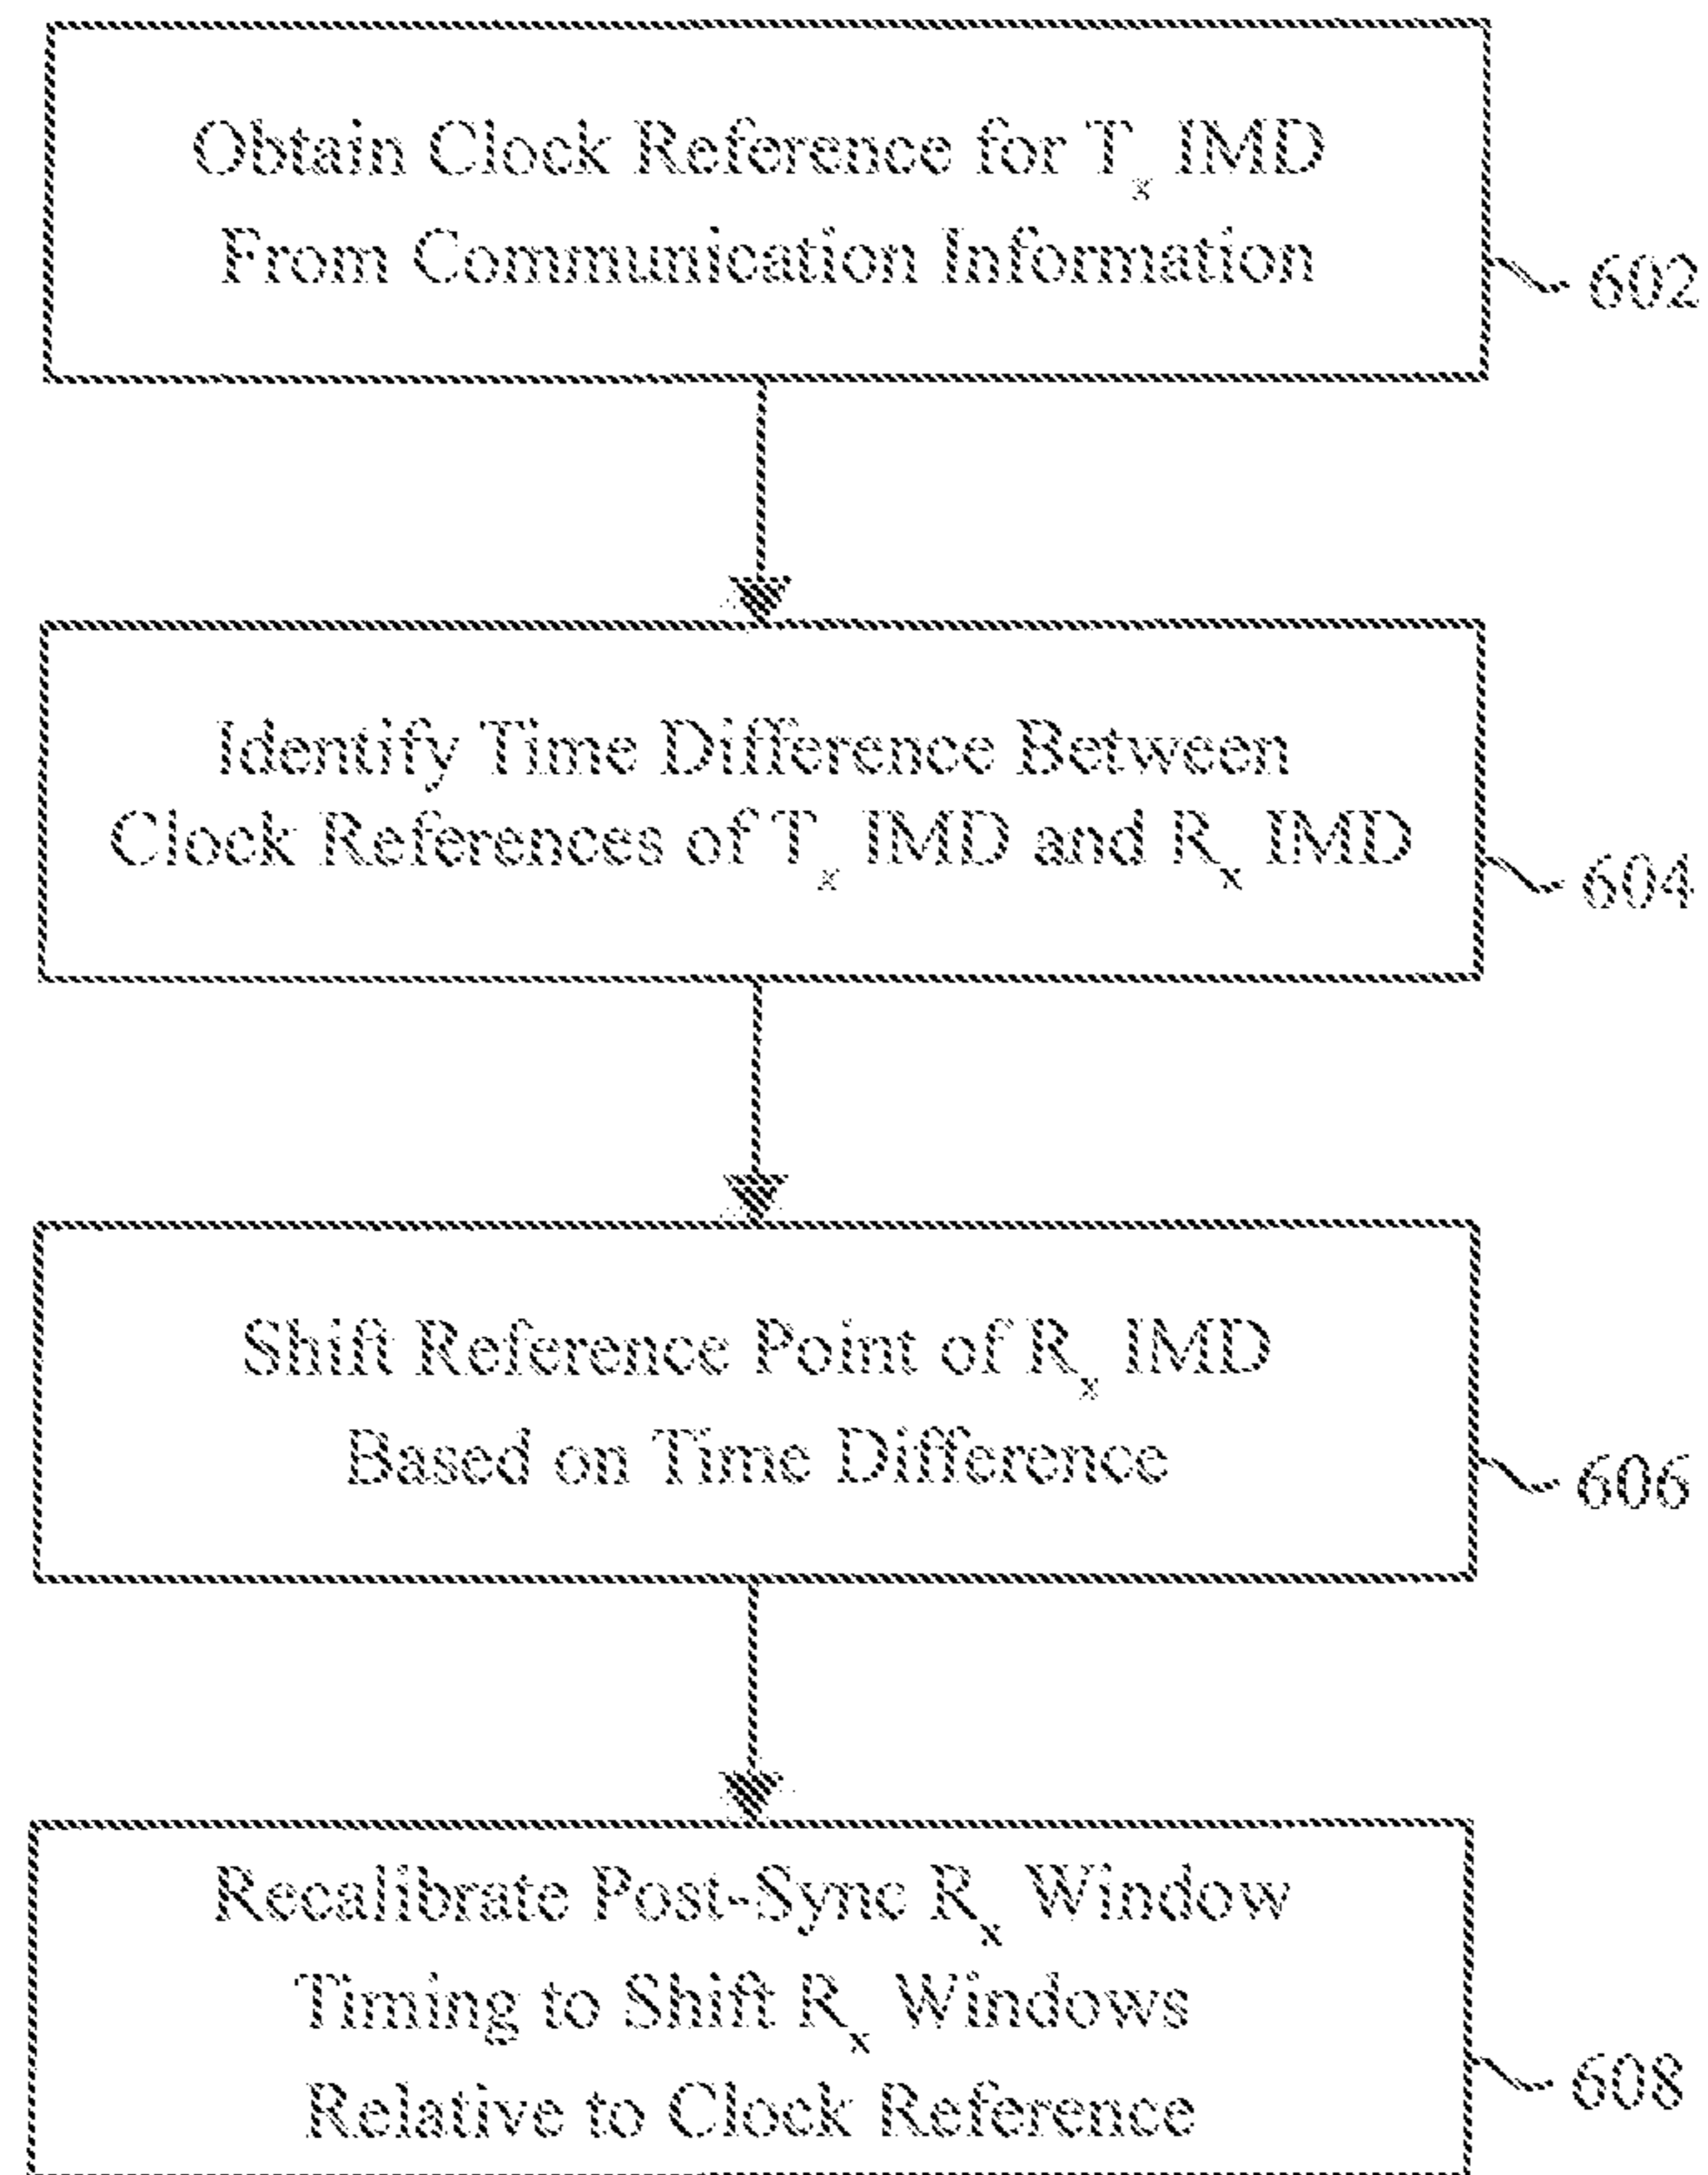 Obtain Clock Reference for Tx IMD
From Communication Information
602
Identify Time Difference Between
Clock References of Tx IMD and Rx IMD
604
Shift Reference Point of Rx IMD
Based on Time Difference
606
Recalibrate Post-Sync Rx Window
Timing to Shift Rx Windows
Relative to Clock Reference
608